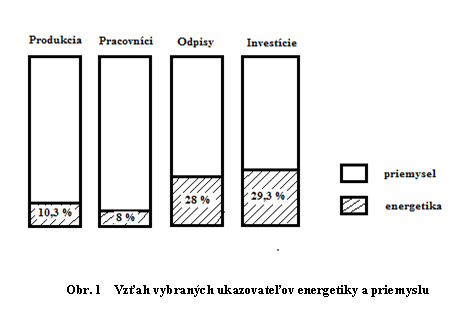 Produkcia Pracovníci Odpisy Investície
10,3 % 8 % 28 % 29,3 %
priemysel
energetika
Obr. 1 Vzťah vybraných ukazovateľov energetiky a priemyslu